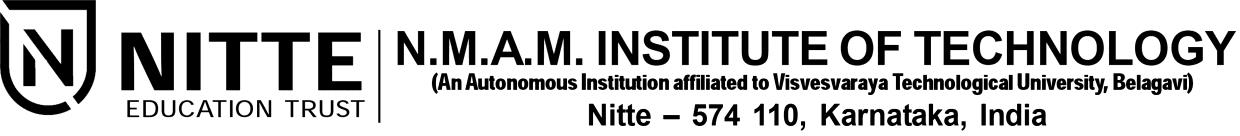 N NITTE
EDUCATION TRUST
N.M.A.M. INSTITUTE OF TECHNOLOGY
(An Autonomous Institution affiliated to Visvesvaraya Technological University, Belagavi)
Nitte – 574 110, Karnataka, India